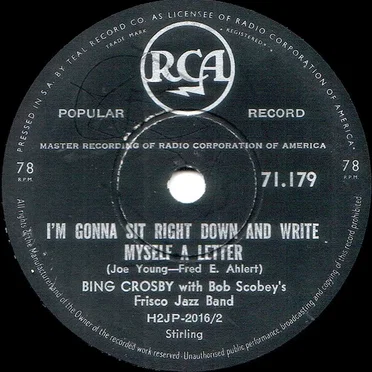 PRESSED IN S.A. BY TEAL RECORD CO AS LICENSEE OF RADIO CORPORATION OF AMERICA
TRADE MARK
RCA
POPULAR RECORD
MASTER RECORDING OF RADIO CORPORATION OF AMERICA
78 78
R.P.M. R.P.M.
71.179
I'M GONNA SIT RIGHT DOWN AND WRITE
MYSELF A LETTER
(Joe Young—Fred E. Ahlert)
BING CROSBY with Bob Scobey's
Frisco Jazz Band
H2JP-2016/2
Stirling
All rights of the Manufacturer and of the Owner of the recorded work reserved·Unauthorised public performance, broadcasting and copying of this record prohibited